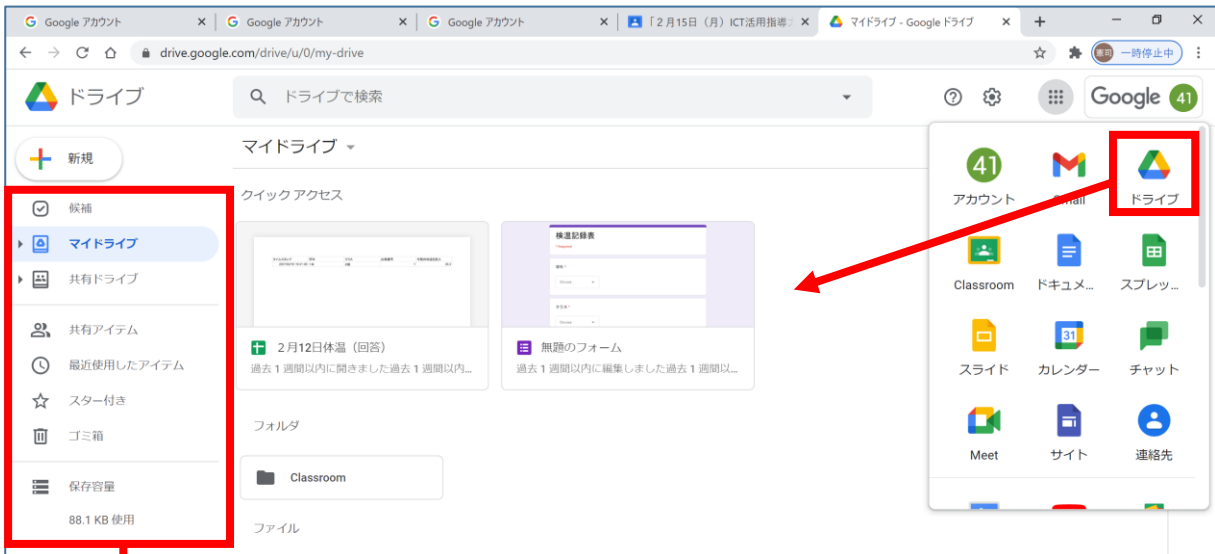 Google アカウント
Google アカウント
Google アカウント
「２月15日（月）ICT活用指導
マイドライブ - Google ドライブ
drive.google.com/drive/u/0/my-drive
一時停止中
ドライブ
ドライブで検索
Google 41
新規
マイドライブ
候補
マイドライブ
共有ドライブ
共有アイテム
最近使用したアイテム
スター付き
ゴミ箱
保存容量
88.1 KB 使用
クイック アクセス
検温記録表
２月12日体温（回答）
過去 1 週間以内に開きました過去 1 週間以内...
無題のフォーム
過去 1 週間以内に編集しました過去 1 週間以...
フォルダ
Classroom
ファイル
41
アカウント
Gmail
ドライブ
Classroom
ドキュメ...
スプレッ...
31
スライド
カレンダー
チャット
Meet
サイト
連絡先